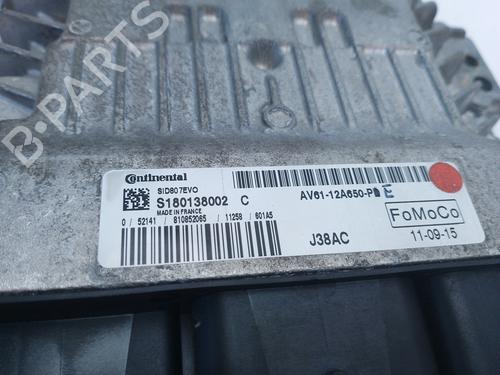 B-PARTS
Continental
SID807EVO
S180138002 C
MADE IN FRANCE
0 / 52141 / 810852065 / 11258 / 601A5
AV61-12A650-PD E
FoMoCo
J38AC
11-09-15